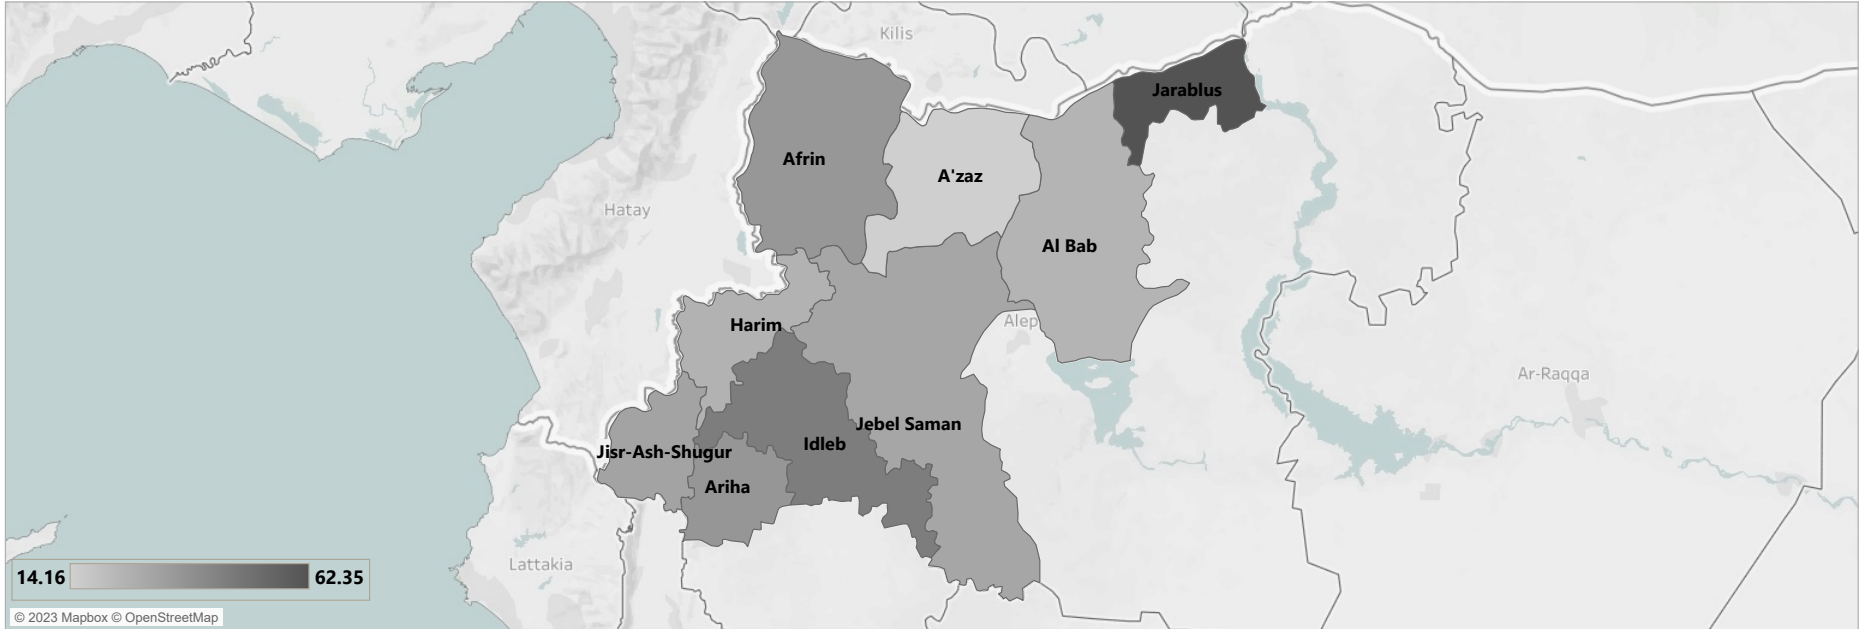 Kilis
Jarablus
Afrin
A'zaz
Hatay
Al Bab
Harim
Alep
Ar-Raqqa
Jebel Saman
Idleb
Jisr-Ash-Shugur
Ariha
Lattakia
14.16
62.35
© 2023 Mapbox © OpenStreetMap